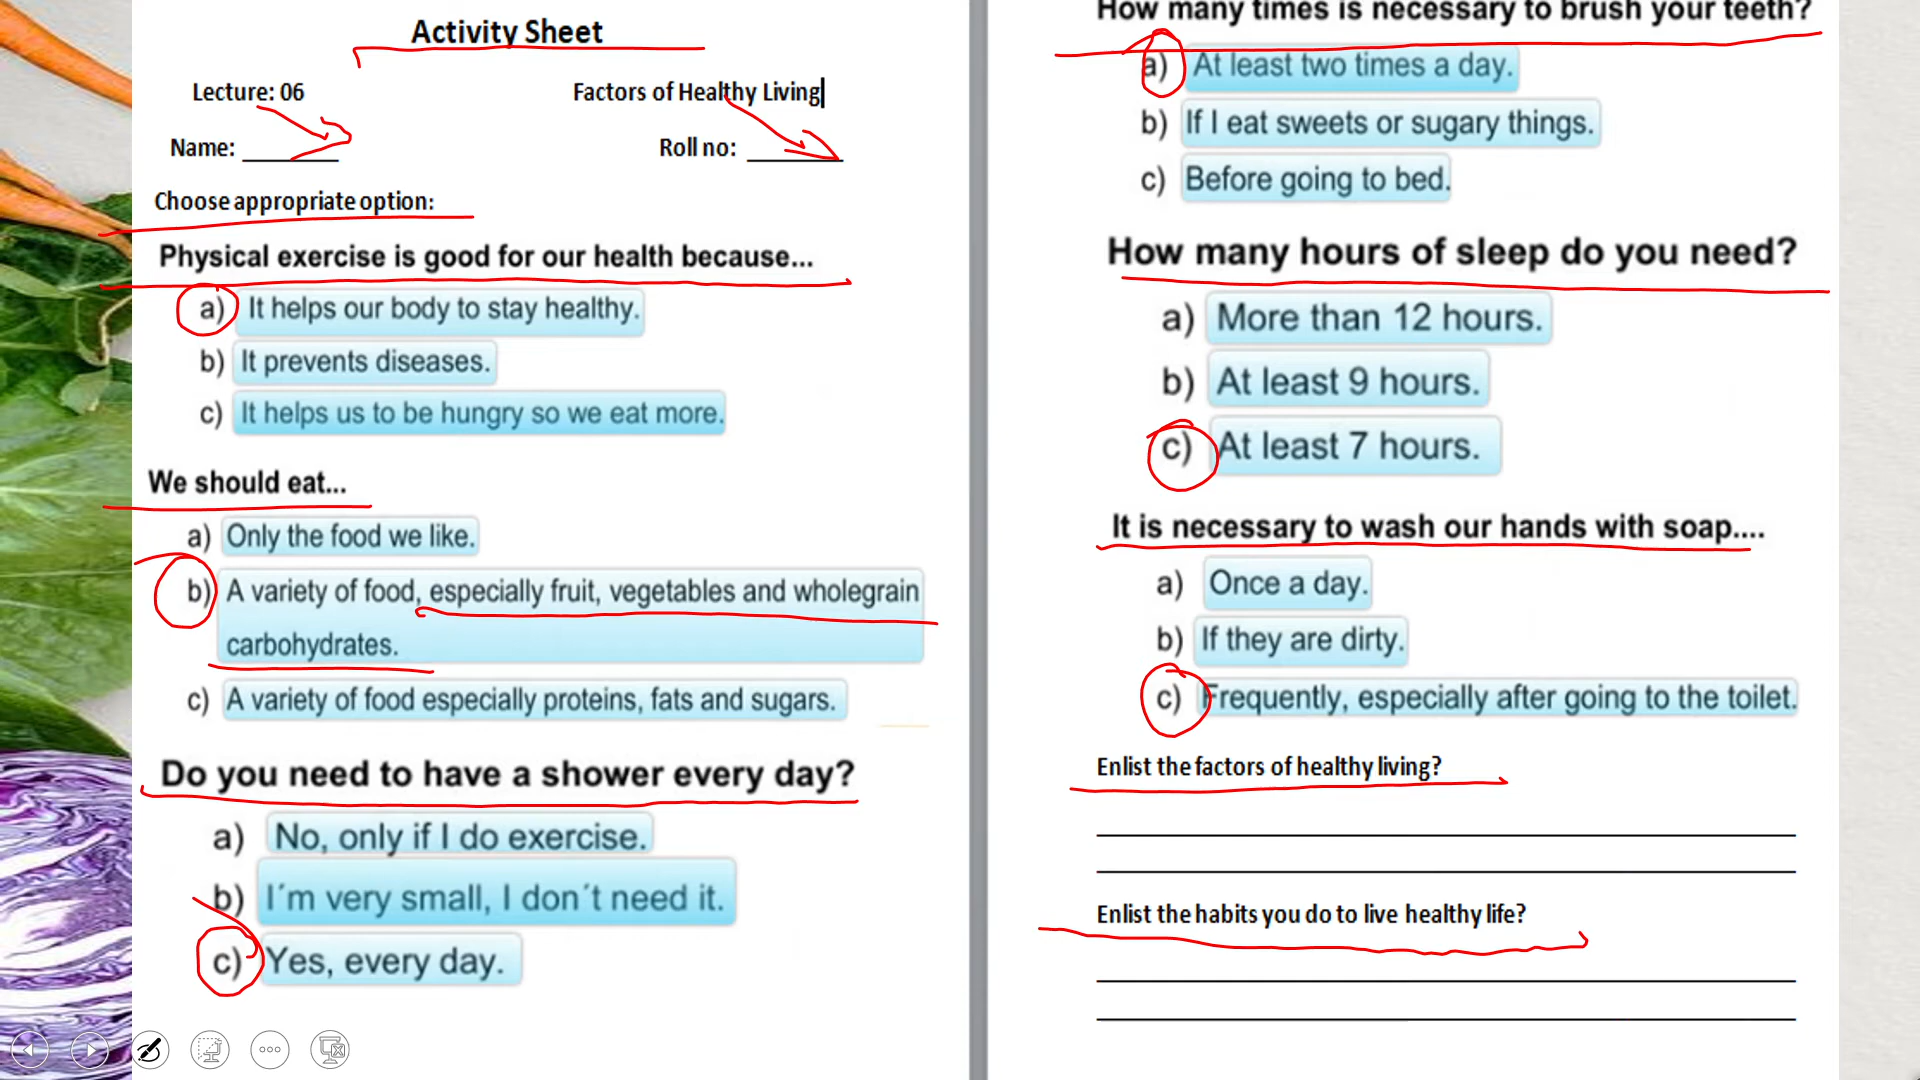 Activity Sheet
Lecture: 06 Factors of Healthy Living
Name: ________ Roll no: ________
Choose appropriate option:
Physical exercise is good for our health because...
a) It helps our body to stay healthy.
b) It prevents diseases.
c) It helps us to be hungry so we eat more.
We should eat...
a) Only the food we like.
b) A variety of food, especially fruit, vegetables and wholegrain
carbohydrates.
c) A variety of food especially proteins, fats and sugars.
Do you need to have a shower every day?
a) No, only if I do exercise.
b) I´m very small, I don´t need it.
c) Yes, every day.
How many times is necessary to brush your teeth?
a) At least two times a day.
b) If I eat sweets or sugary things.
c) Before going to bed.
How many hours of sleep do you need?
a) More than 12 hours.
b) At least 9 hours.
c) At least 7 hours.
It is necessary to wash our hands with soap....
a) Once a day.
b) If they are dirty.
c) Frequently, especially after going to the toilet.
Enlist the factors of healthy living?
Enlist the habits you do to live healthy life?